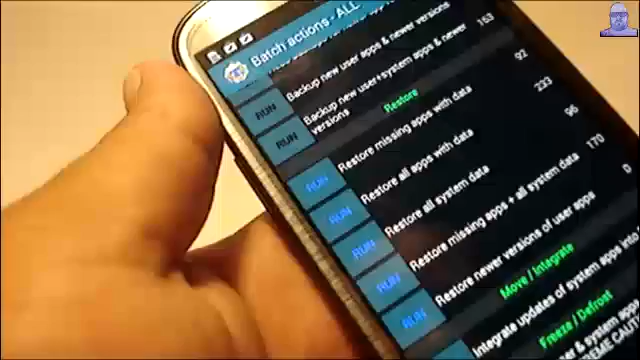 Batch actions - ALL
Backup new user apps & newer versions
163
RUN
Backup new user+system apps & newer
versions
RUN
Restore
92
RUN
Restore missing apps with data
223
RUN
Restore all apps with data
96
RUN
Restore all system data
170
RUN
Restore missing apps + all system data
0
RUN
Restore newer versions of user apps
Move / Integrate
Integrate updates of system apps into
Freeze / Defrost